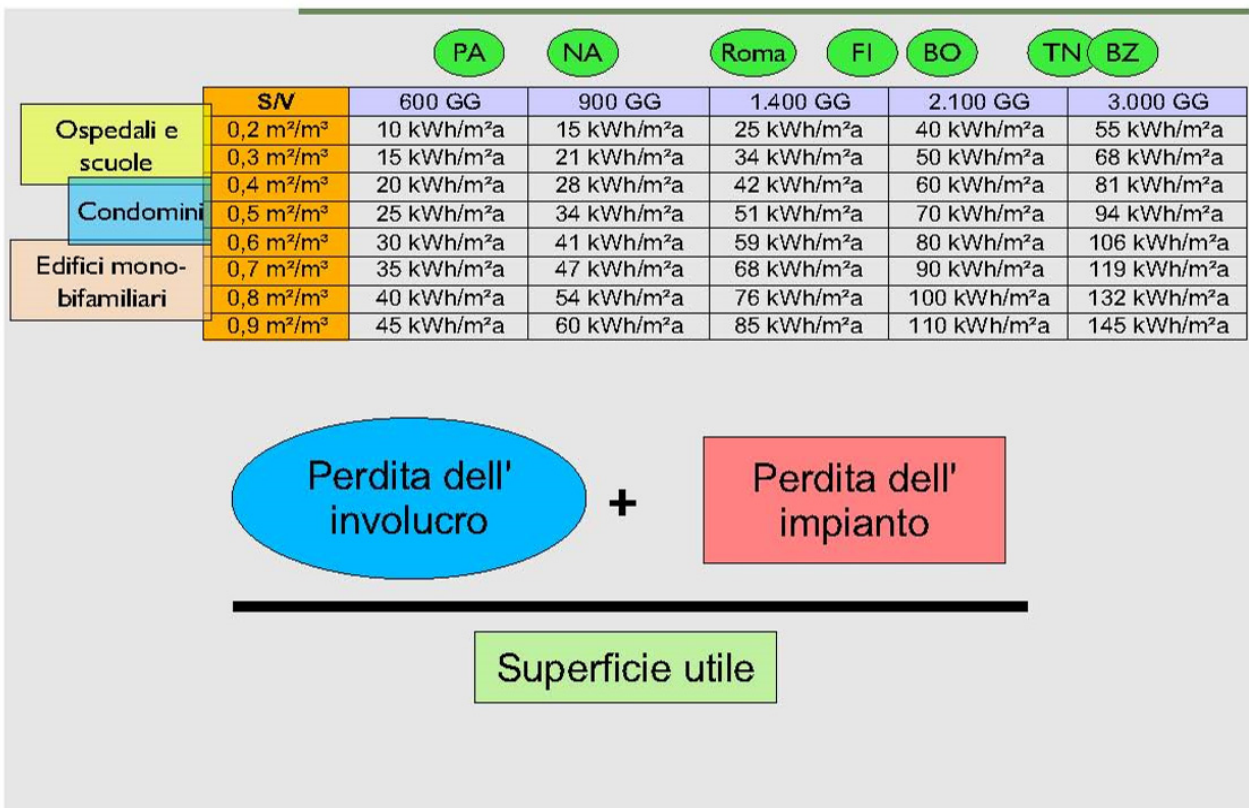 PA NA Roma FI BO TN BZ
S/V 600 GG 900 GG 1.400 GG 2.100 GG 3.000 GG
Ospedali e
scuole
Condomini
Edifici mono-
bifamiliari
0,2 m²/m³ 10 kWh/m²a 15 kWh/m²a 25 kWh/m²a 40 kWh/m²a 55 kWh/m²a
0,3 m²/m³ 15 kWh/m²a 21 kWh/m²a 34 kWh/m²a 50 kWh/m²a 68 kWh/m²a
0,4 m²/m³ 20 kWh/m²a 28 kWh/m²a 42 kWh/m²a 60 kWh/m²a 81 kWh/m²a
0,5 m²/m³ 25 kWh/m²a 34 kWh/m²a 51 kWh/m²a 70 kWh/m²a 94 kWh/m²a
0,6 m²/m³ 30 kWh/m²a 41 kWh/m²a 59 kWh/m²a 80 kWh/m²a 106 kWh/m²a
0,7 m²/m³ 35 kWh/m²a 47 kWh/m²a 68 kWh/m²a 90 kWh/m²a 119 kWh/m²a
0,8 m²/m³ 40 kWh/m²a 54 kWh/m²a 76 kWh/m²a 100 kWh/m²a 132 kWh/m²a
0,9 m²/m³ 45 kWh/m²a 60 kWh/m²a 85 kWh/m²a 110 kWh/m²a 145 kWh/m²a
Perdita dell'
involucro
+
Perdita dell'
impianto
Superficie utile